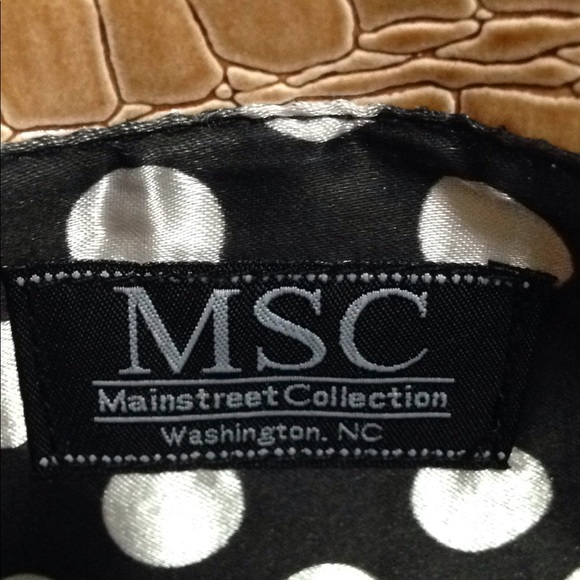 MSC
Mainstreet Collection
Washington. NC